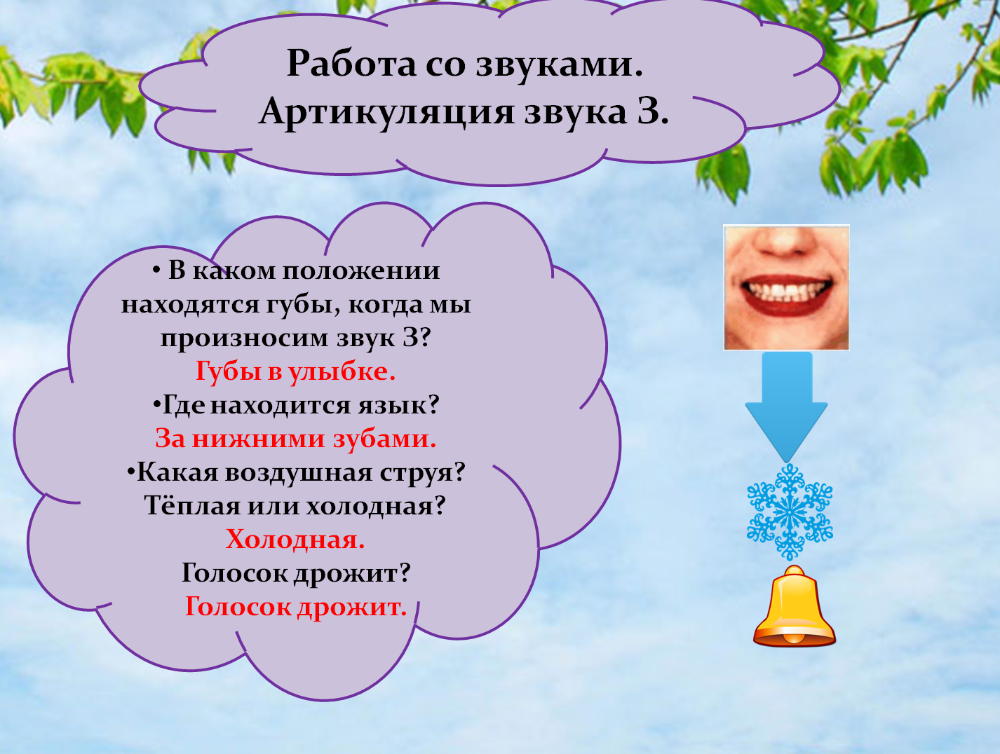 Работа со звуками.
Артикуляция звука З.
• В каком положении
находятся губы, когда мы
произносим звук З?
Губы в улыбке.
•Где находится язык?
За нижними зубами.
•Какая воздушная струя?
Тёплая или холодная?
Холодная.
Голосок дрожит?
Голосок дрожит.